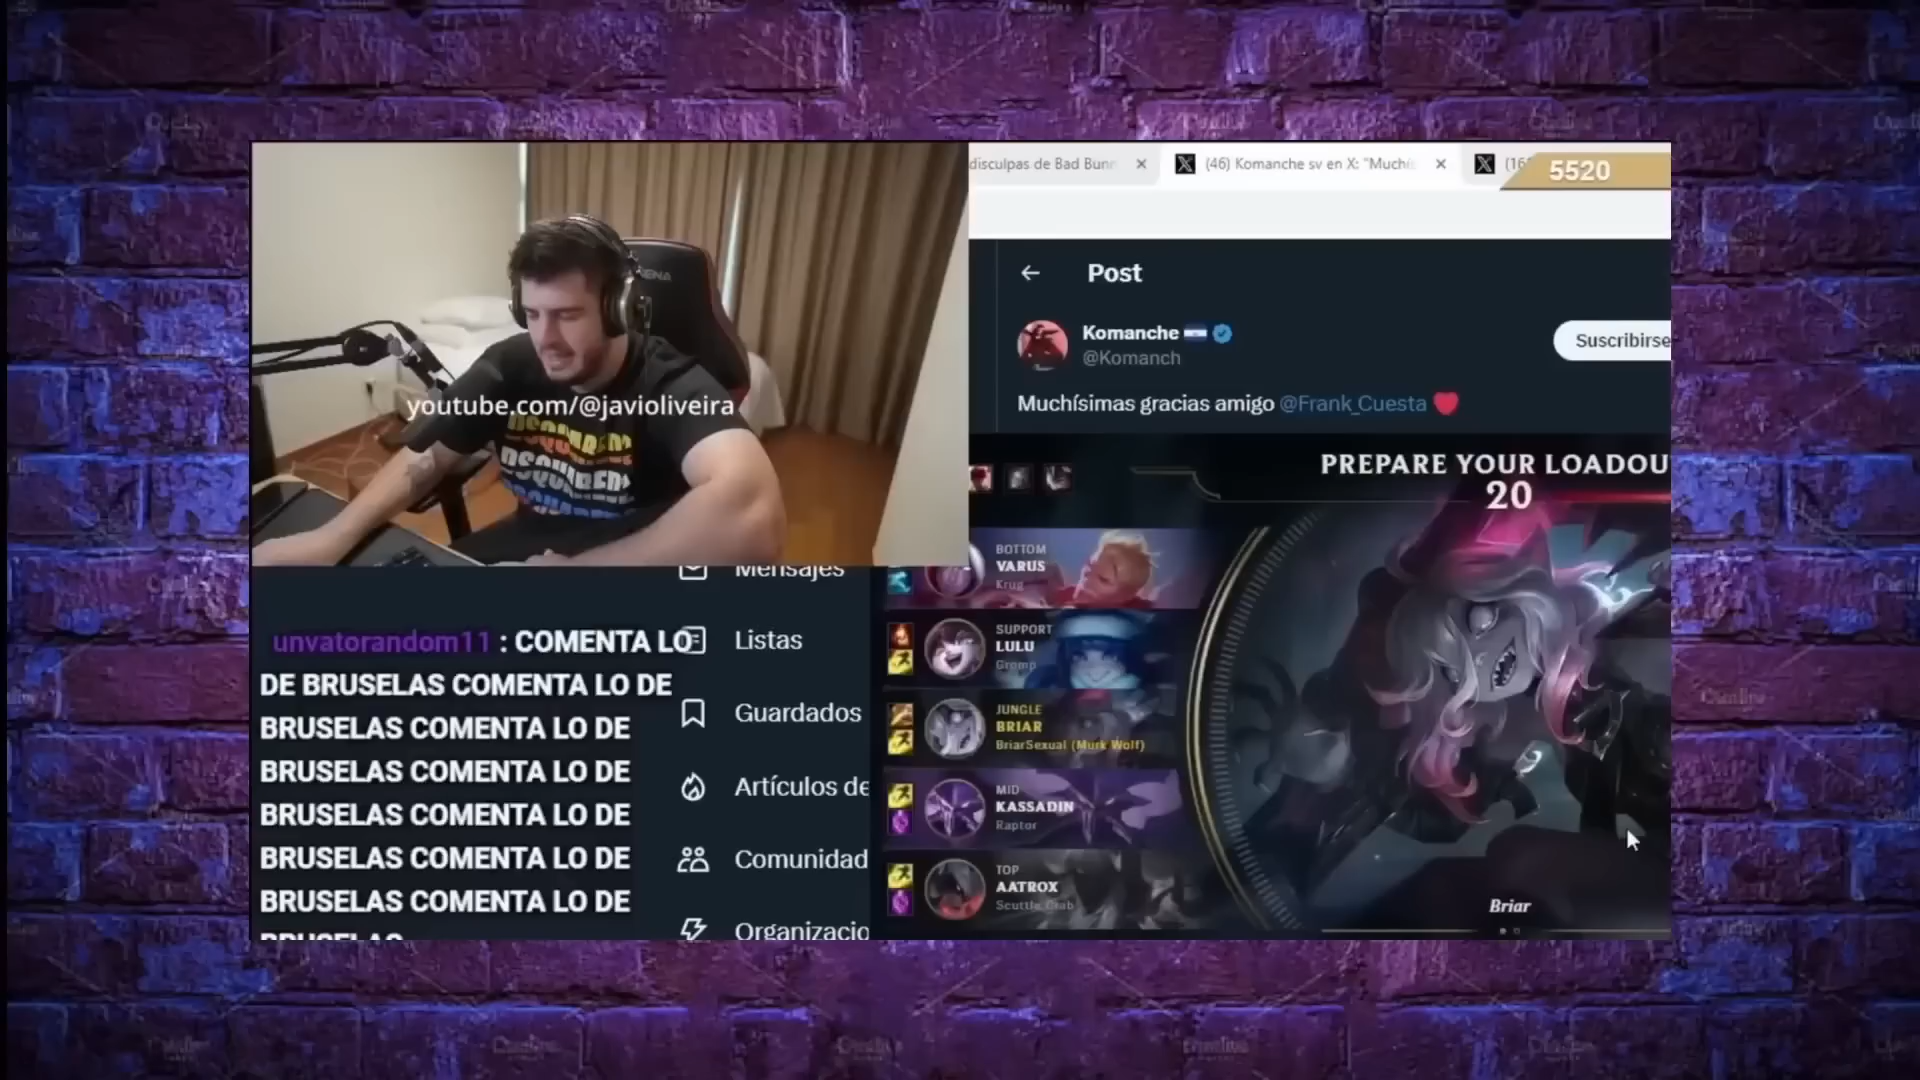 disculpas de Bad Bun
(46) Komanche sv en X: "Muchí
(16
5520
Post
Komanche
@Komanch
Suscribirse
Muchísimas gracias amigo @Frank_Cuesta
youtube.com/@javioliveira
PREPARE YOUR LOADOU
20
BOTTOM
VARUS
Krug
SUPPORT
LULU
Gromp
JUNGLE
BRIAR
BriarSexual (Murk Wolf)
MID
KASSADIN
Raptor
TOP
AATROX
Scuttle Crab
Briar
Mensajes
Listas
Guardados
Artículos de
Comunidad
Organizacio
unvatorandom11 : COMENTA LO
DE BRUSELAS COMENTA LO DE
BRUSELAS COMENTA LO DE
BRUSELAS COMENTA LO DE
BRUSELAS COMENTA LO DE
BRUSELAS COMENTA LO DE
BRUSELAS COMENTA LO DE
BRUSELAS